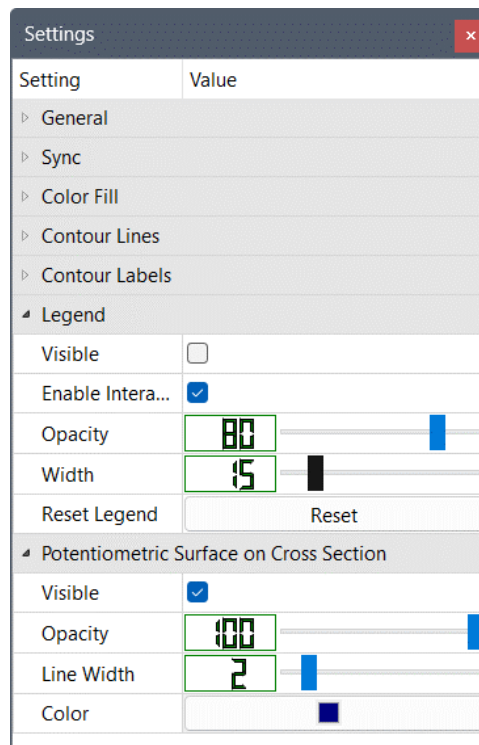 Settings
Setting Value
General
Sync
Color Fill
Contour Lines
Contour Labels
Legend
Visible
Enable Intera...
Opacity 80
Width 15
Reset Legend Reset
Potentiometric Surface on Cross Section
Visible
Opacity 100
Line Width 2
Color